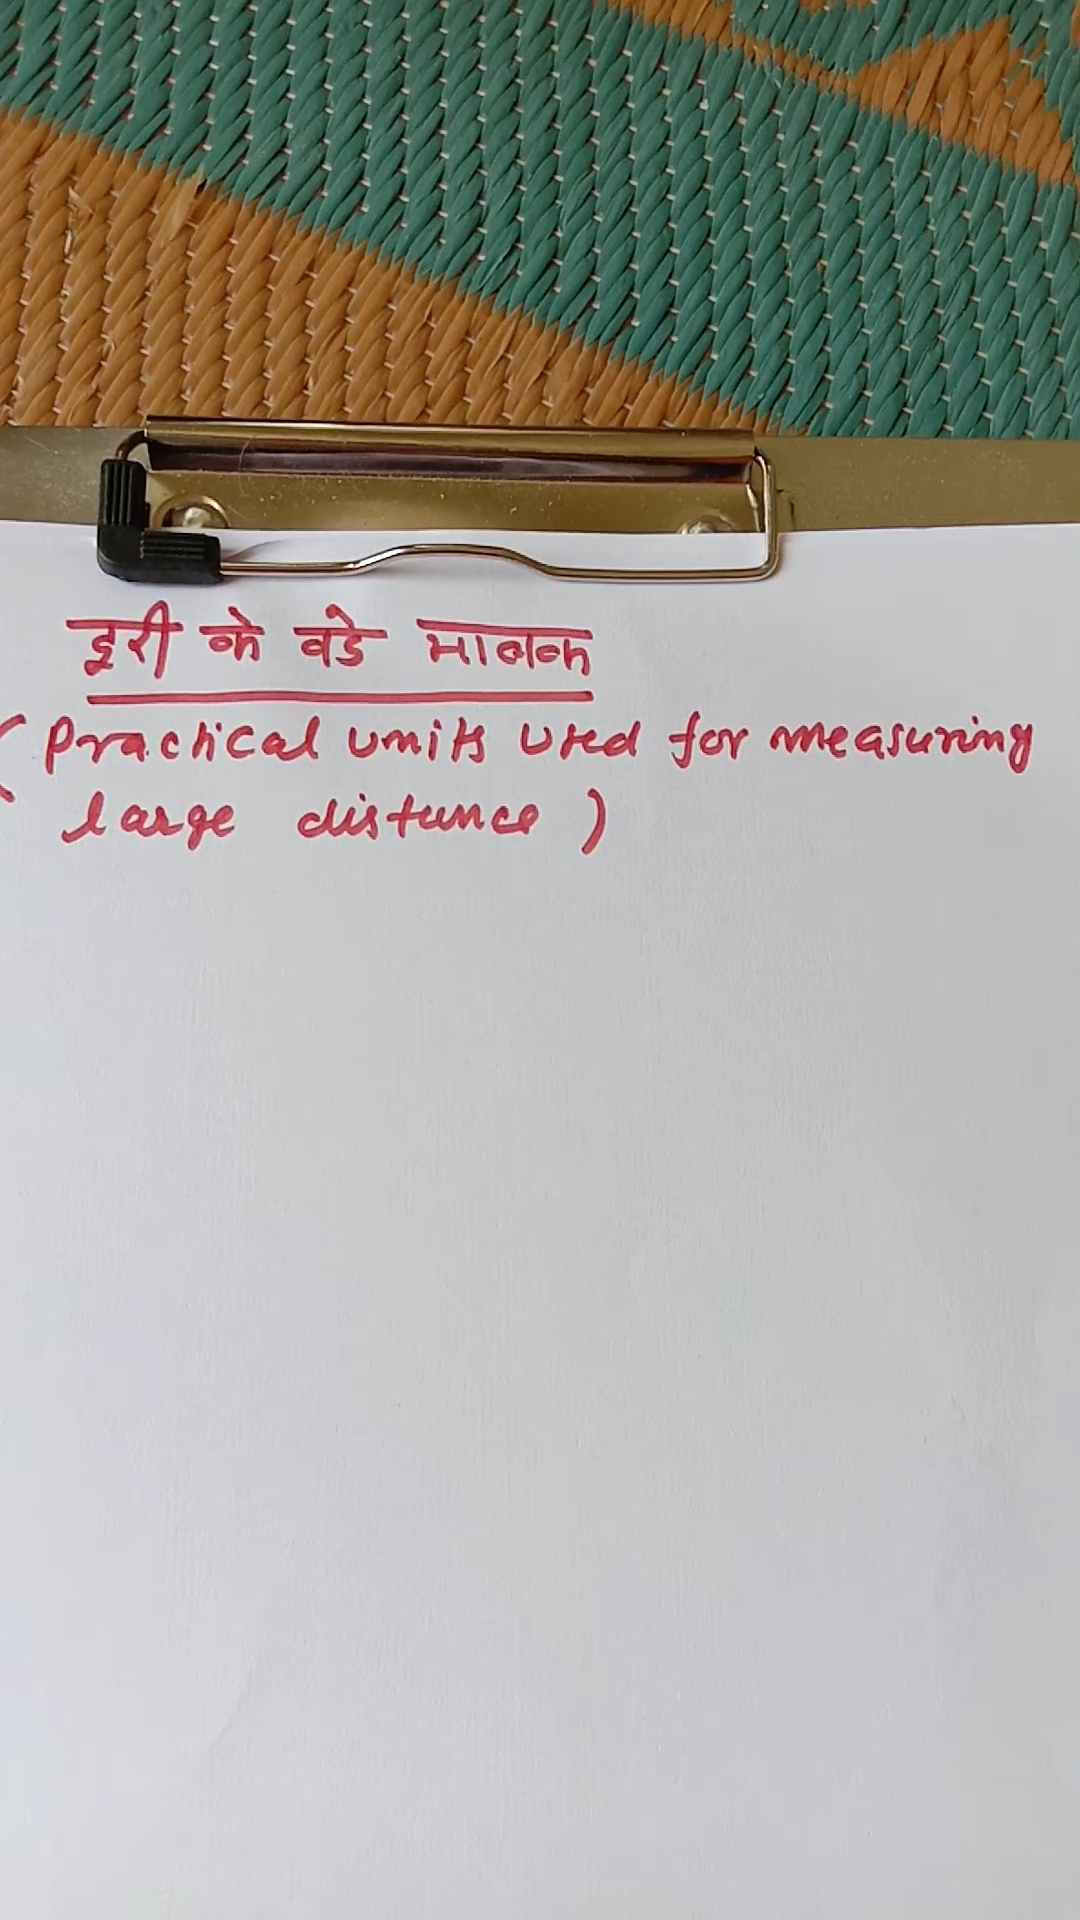 दूरी के बडे मात्रक
(Practical units used for measuring
large distance)